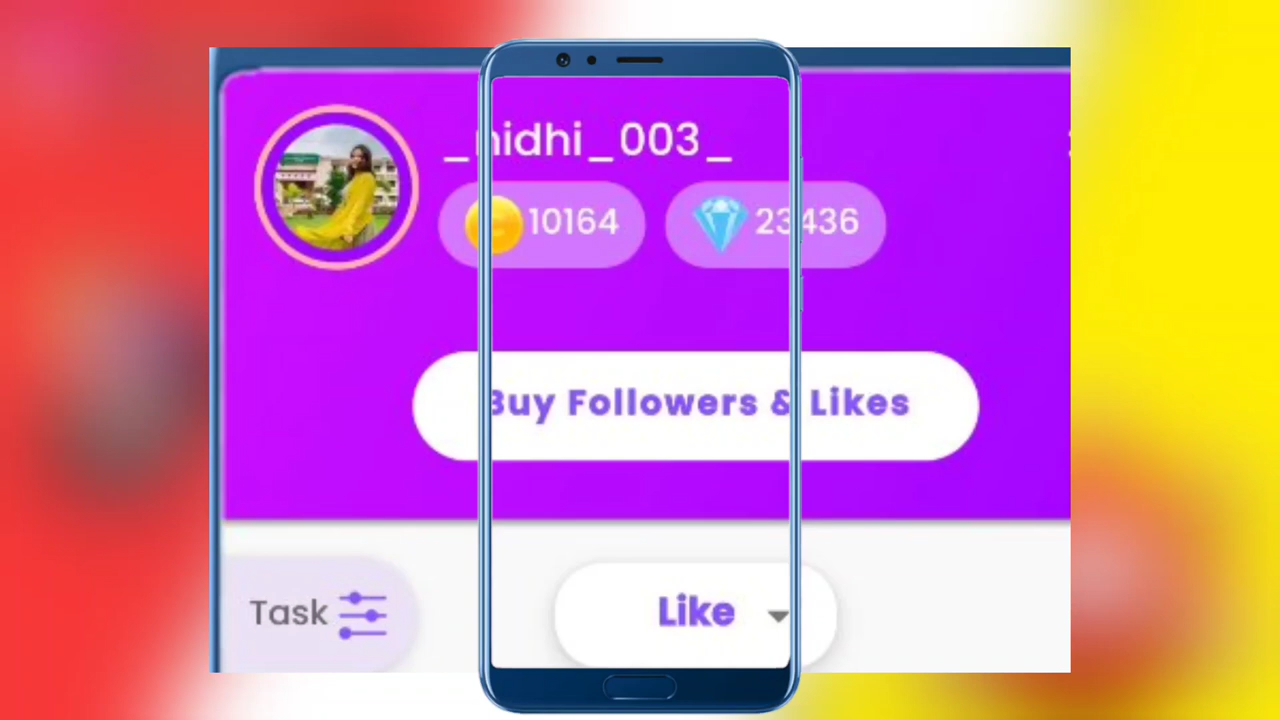 _nidhi_003_
10164 23436
Buy Followers & Likes
Task
Like